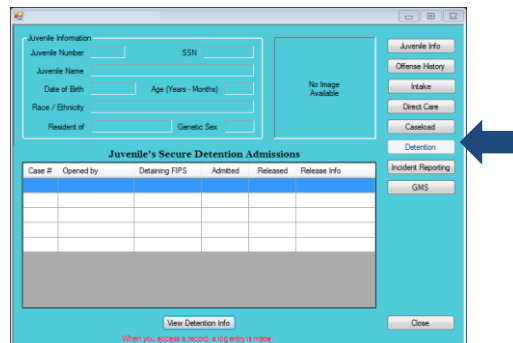 Juvenile Information
Juvenile Number SSN
Juvenile Name
Date of Birth Age (Years - Months)
Race / Ethnicity
Resident of Genetic Sex
No Image
Available
Juvenile Info
Offense History
Intake
Direct Care
Caseload
Detention
Incident Reporting
GMS
Juvenile's Secure Detention Admissions
Case # Opened by Detaining FIPS Admitted Released Release Info
View Detention Info
Close
When you access a record, a log entry is made.